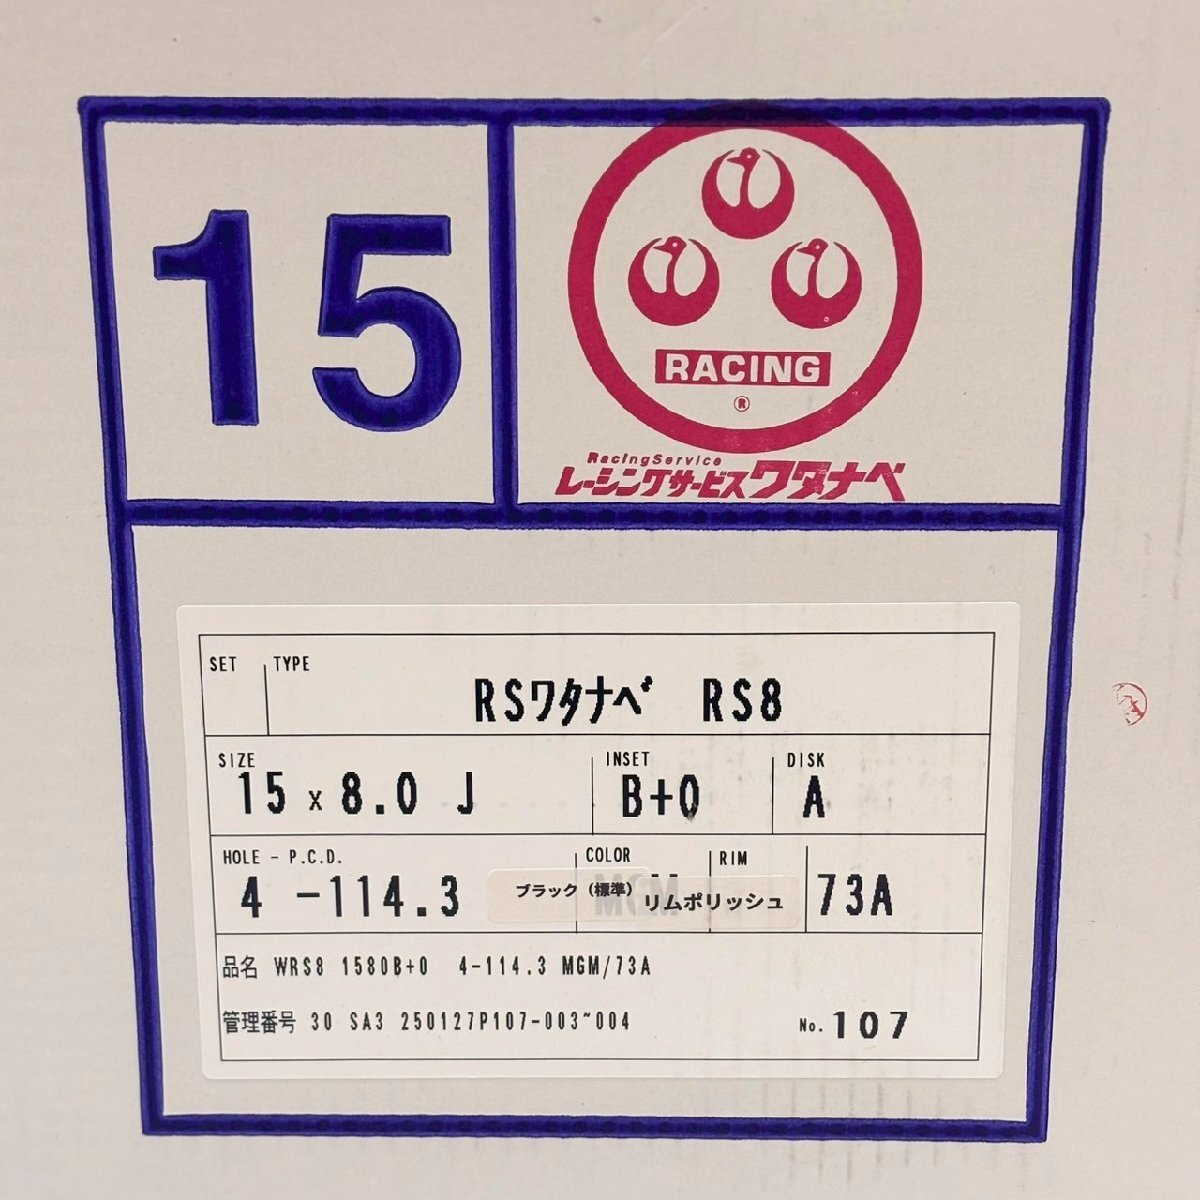 15
RACING
®
RacingService
レーシングサービスワタナベ
SET TYPE
RSワタナベ RS8
SIZE INSET DISK
15 x 8.0 J B+0 A
HOLE - P.C.D. COLOR RIM
4 -114.3 ブラック (標準) MGM リムポリッシュ 73A
品名 WRS8 1580B+0 4-114.3 MGM/73A
管理番号 30 SA3 250127P107-003~004 No. 107